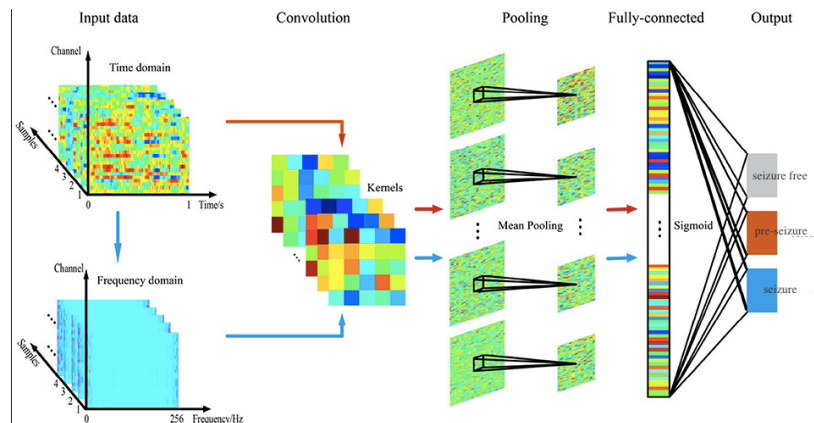 Input data
Convolution
Pooling
Fully-connected
Output
Channel
Time domain
Samples
4
3
2
1
0
1 Time/s
Kernels
Mean Pooling
Sigmoid
seizure free
pre-seizure
seizure
Channel
Frequency domain
Samples
4
3
2
1
0
256
Frequency/Hz